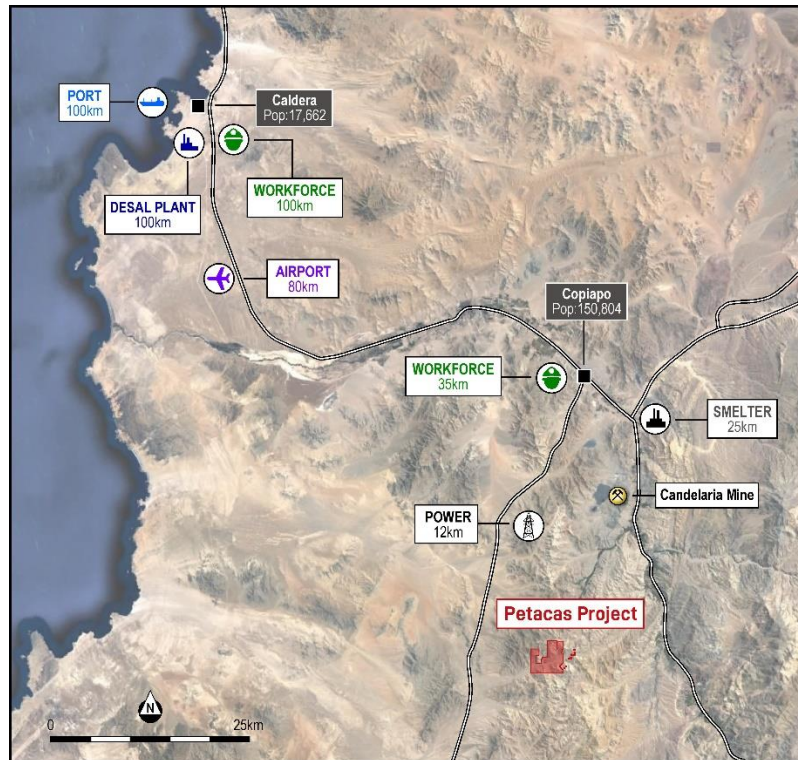 PORT
100km
Caldera
Pop:17,662
DESAL PLANT
100km
WORKFORCE
100km
AIRPORT
80km
Copiapo
Pop:150,804
WORKFORCE
35km
SMELTER
25km
Candelaria Mine
POWER
12km
Petacas Project
N
0 25km